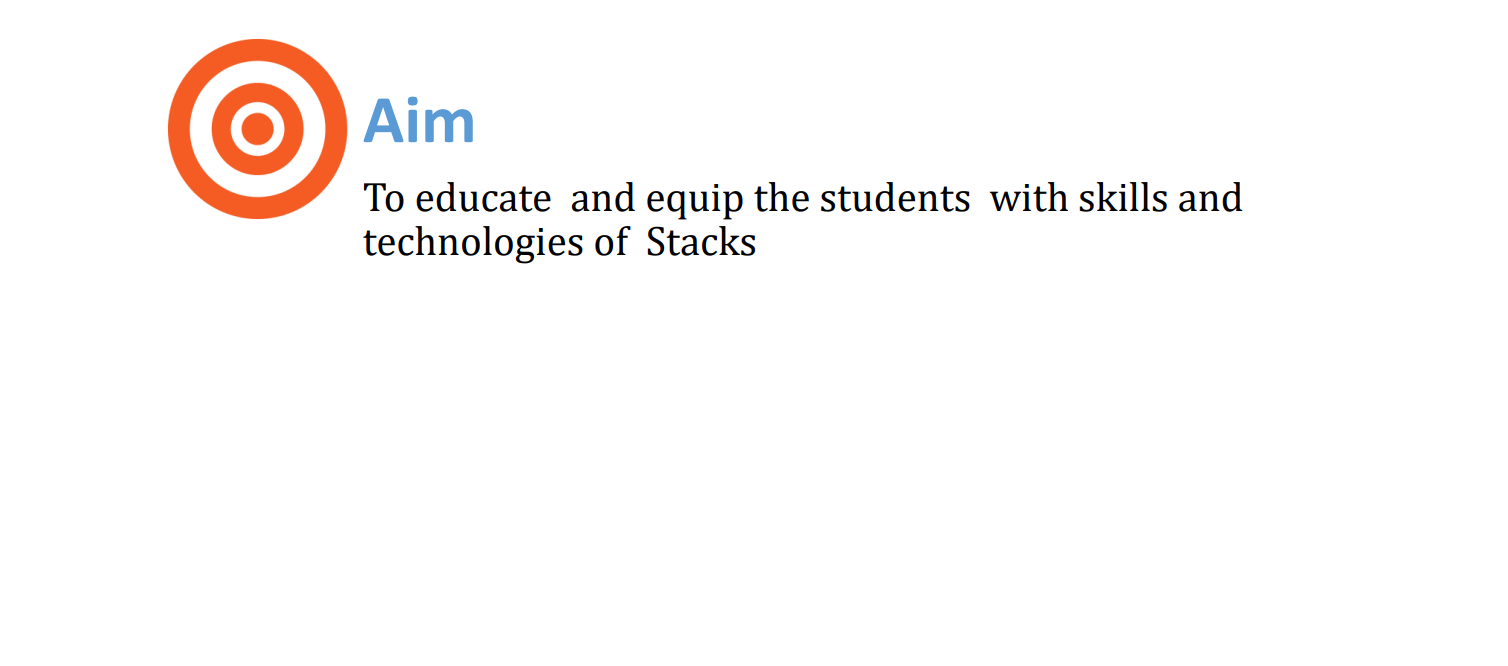 Aim
To educate  and equip the students  with skills and
technologies of  Stacks